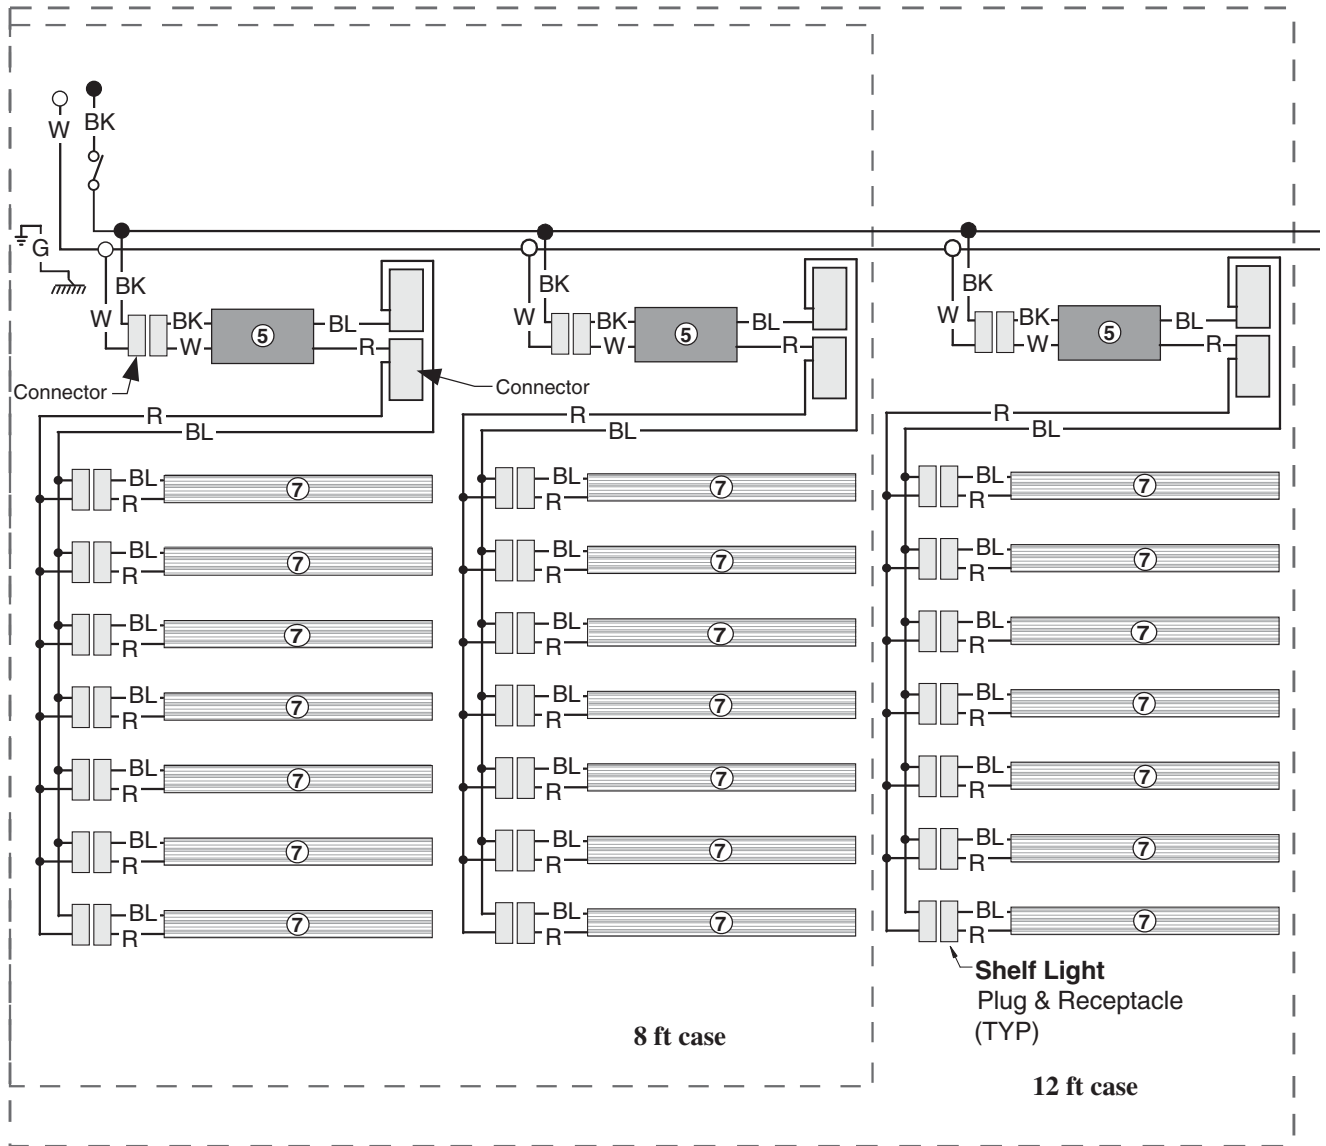 W BK
G
BK BK BK
W BK W 5 BL R
W BK W 5 BL R
W BK W 5 BL R
Connector
Connector
R R R
BL BL BL
BL R 7 BL R 7 BL R 7
BL R 7 BL R 7 BL R 7
BL R 7 BL R 7 BL R 7
BL R 7 BL R 7 BL R 7
BL R 7 BL R 7 BL R 7
BL R 7 BL R 7 BL R 7
BL R 7 BL R 7 BL R 7
Shelf Light
Plug & Receptacle
(TYP)
8 ft case
12 ft case